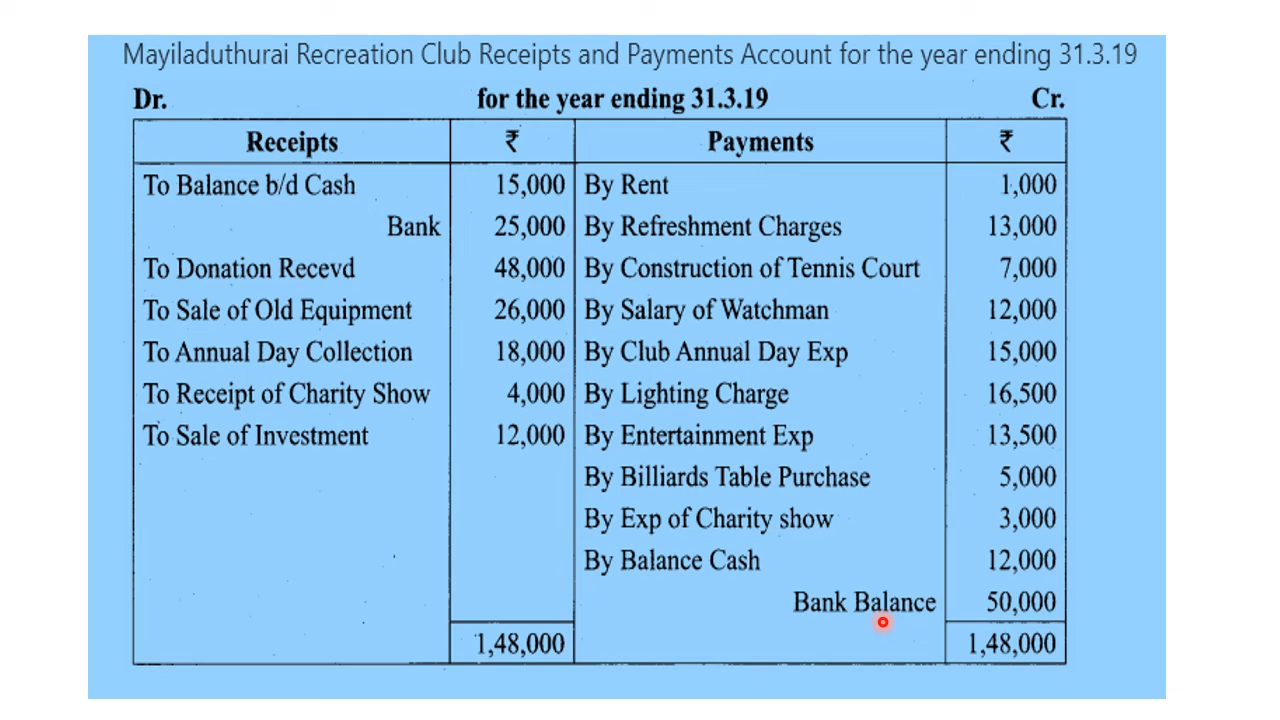 Mayiladuthurai Recreation Club Receipts and Payments Account for the year ending 31.3.19
Dr. for the year ending 31.3.19 Cr.
Receipts ₹ Payments ₹
To Balance b/d Cash 15,000 By Rent 1,000
Bank 25,000 By Refreshment Charges 13,000
To Donation Recevd 48,000 By Construction of Tennis Court 7,000
To Sale of Old Equipment 26,000 By Salary of Watchman 12,000
To Annual Day Collection 18,000 By Club Annual Day Exp 15,000
To Receipt of Charity Show 4,000 By Lighting Charge 16,500
To Sale of Investment 12,000 By Entertainment Exp 13,500
By Billiards Table Purchase 5,000
By Exp of Charity show 3,000
By Balance Cash 12,000
Bank Balance 50,000
1,48,000 1,48,000